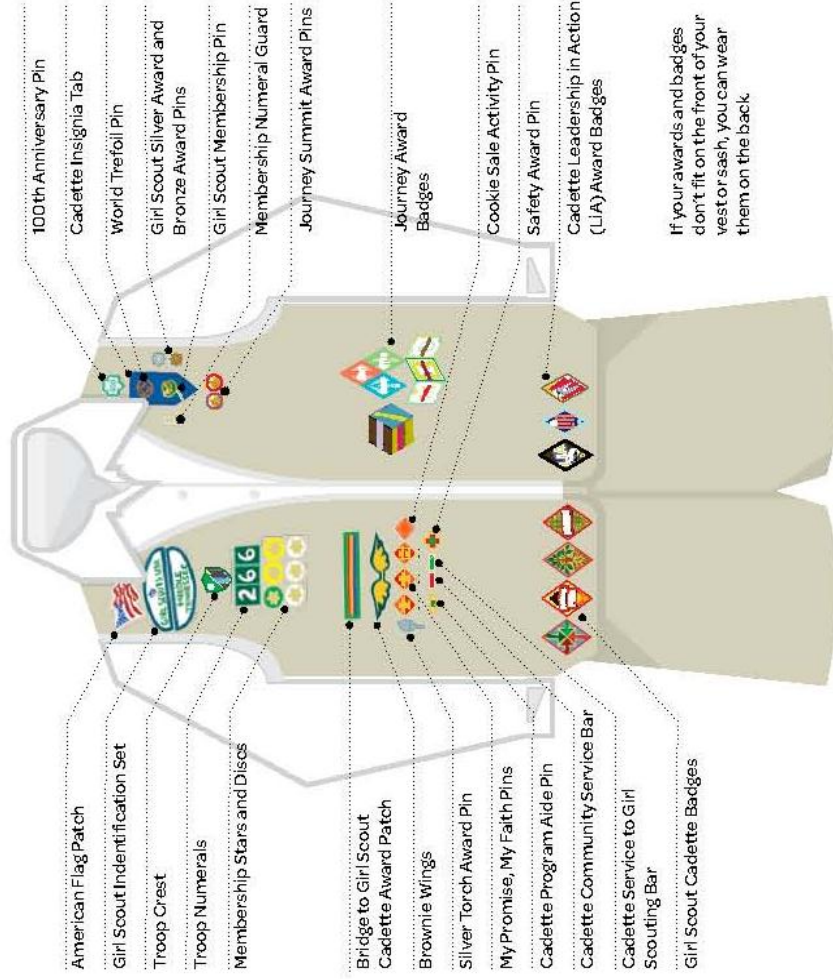 American Flag Patch
Girl Scout Indentification Set
Troop Crest
Troop Numerals
Membership Stars and Discs
Bridge to Girl Scout
Cadette Award Patch
Brownie Wings
Silver Torch Award Pin
My Promise, My Faith Pins
Cadette Program Aide Pin
Cadette Community Service Bar
Cadette Service to Girl
Scouting Bar
Girl Scout Cadette Badges
GIRL SCOUTS USA
MIDDLE
TENNESSEE
266
100th Anniversary Pin
Cadette Insignia Tab
World Trefoil Pin
Girl Scout Silver Award and
Bronze Award Pins
Girl Scout Membership Pin
Membership Numeral Guard
Journey Summit Award Pins
Journey Award
Badges
Cookie Sale Activity Pin
Safety Award Pin
Cadette Leadership in Action
(LiA) Award Badges
If your awards and badges
don't fit on the front of your
vest or sash, you can wear
them on the back.